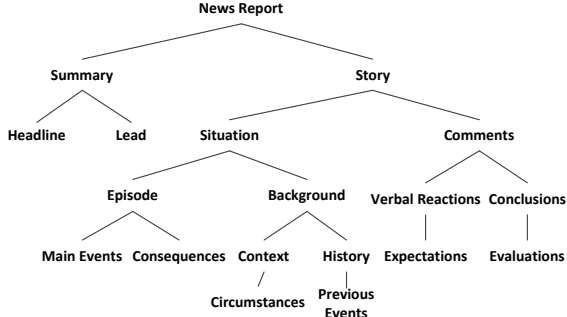 News Report
Summary Story
Headline Lead Situation Comments
Episode Background Verbal Reactions Conclusions
Main Events Consequences Context History Expectations Evaluations
Circumstances Previous
Events